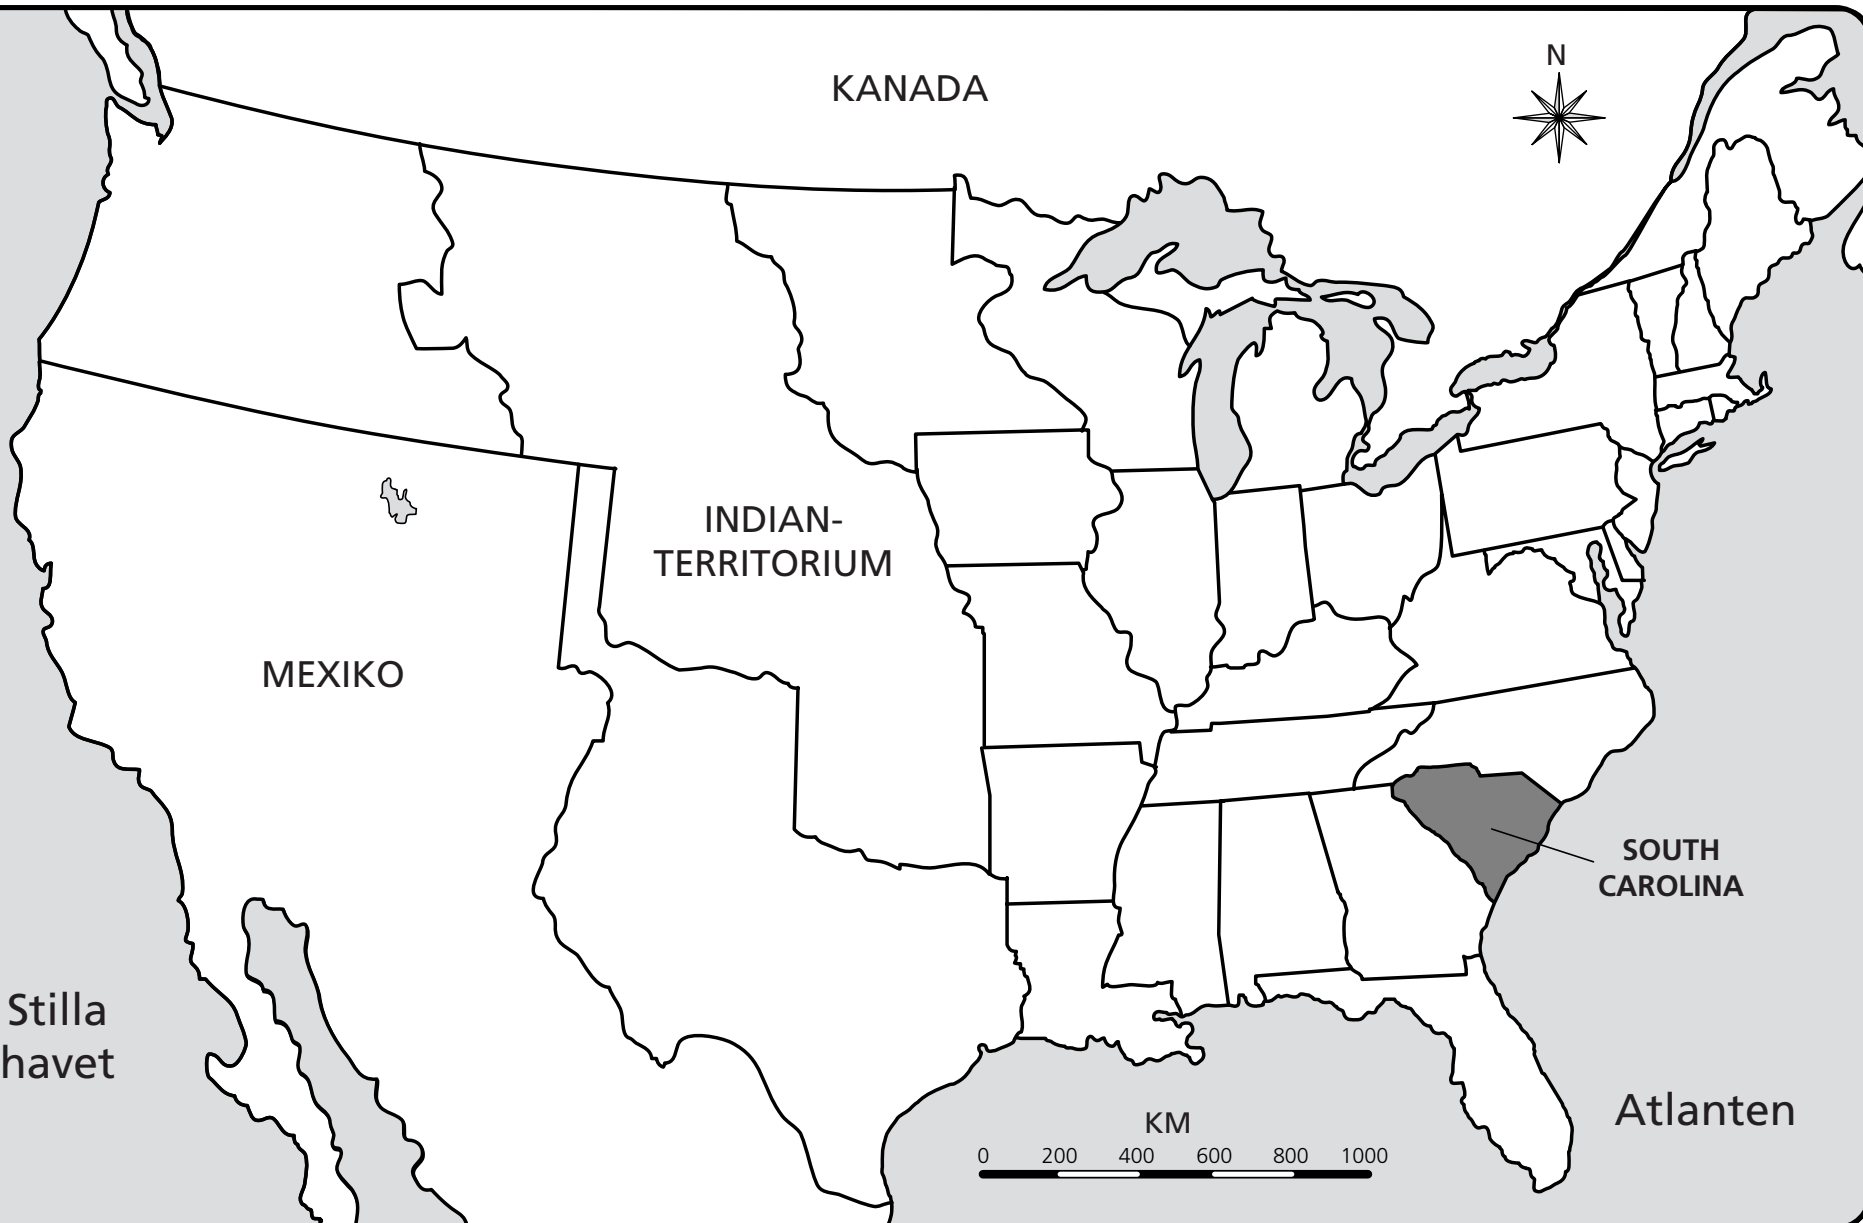 N
KANADA
INDIAN-
TERRITORIUM
MEXIKO
SOUTH
CAROLINA
Stilla
havet
Atlanten
KM
0 200 400 600 800 1000